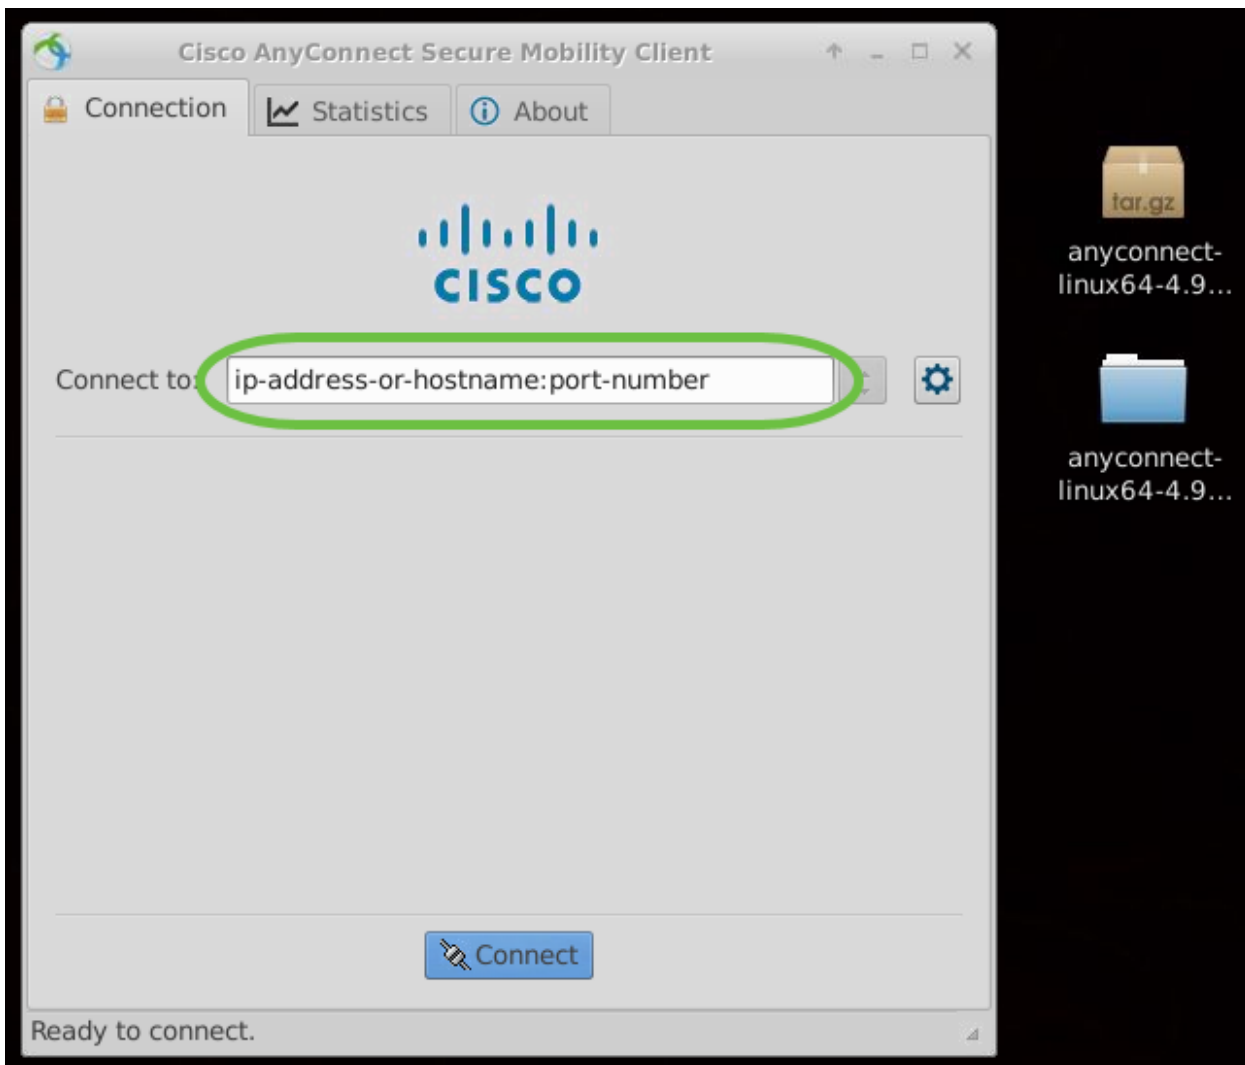 Cisco AnyConnect Secure Mobility Client
Connection
Statistics
About
CISCO
Connect to:
ip-address-or-hostname:port-number
Connect
Ready to connect.
tar.gz
anyconnect-
linux64-4.9...
anyconnect-
linux64-4.9...